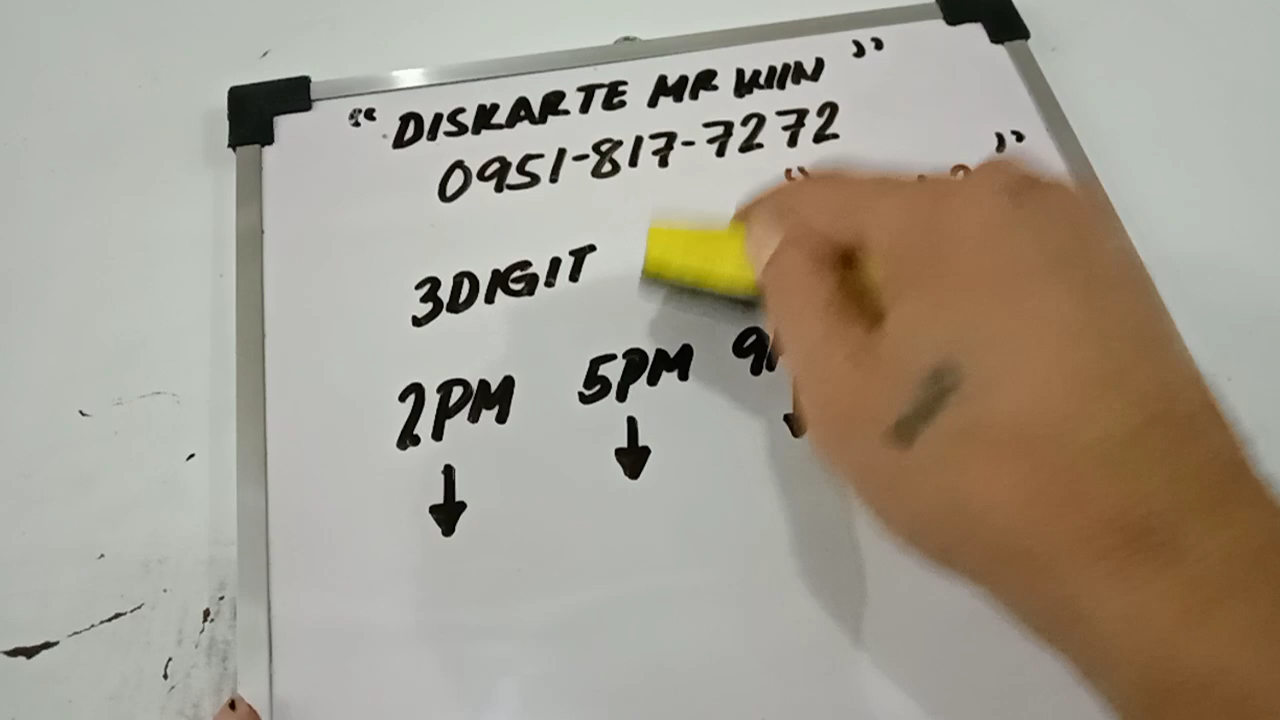 “ DISKARTE MR WIN ”
0951-817-7272
“ ”
3DIGIT
2PM 5PM